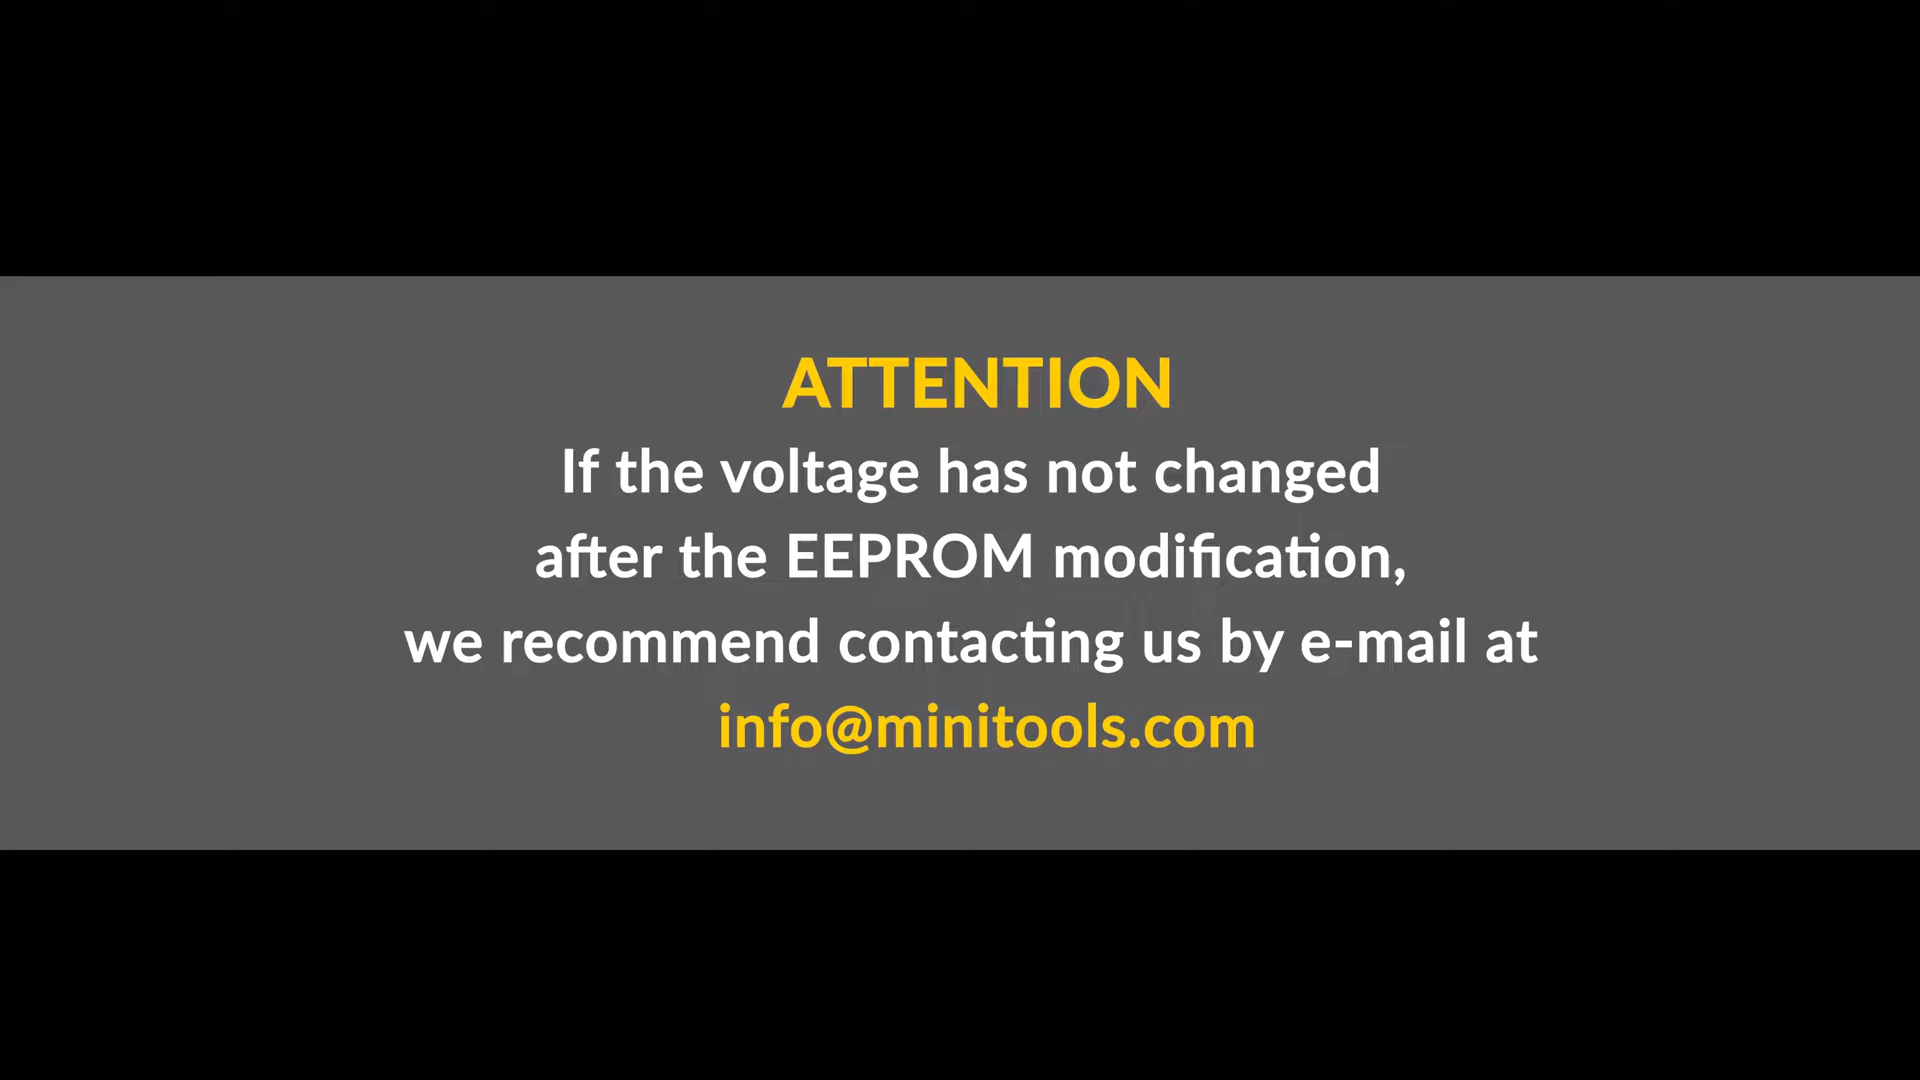 ATTENTION
If the voltage has not changed
after the EEPROM modification,
we recommend contacting us by e-mail at
info@minitools.com